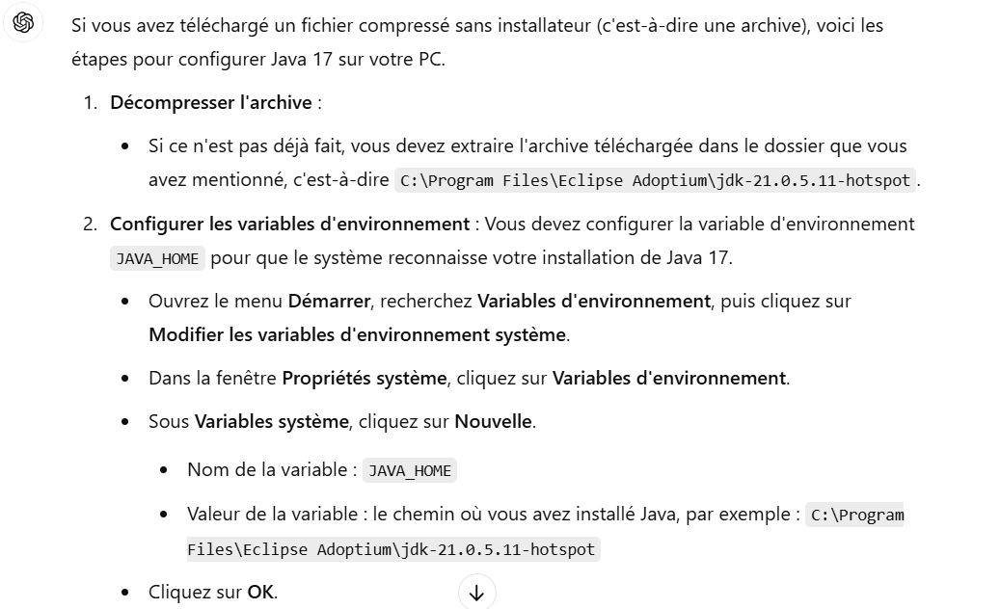 Si vous avez téléchargé un fichier compressé sans installateur (c'est-à-dire une archive), voici les
étapes pour configurer Java 17 sur votre PC.
1. Décompresser l'archive :
• Si ce n'est pas déjà fait, vous devez extraire l'archive téléchargée dans le dossier que vous
avez mentionné, c'est-à-dire C:\Program Files\Eclipse Adoptium\jdk-21.0.5.11-hotspot.
2. Configurer les variables d'environnement : Vous devez configurer la variable d'environnement
JAVA_HOME pour que le système reconnaisse votre installation de Java 17.
• Ouvrez le menu Démarrer, recherchez Variables d'environnement, puis cliquez sur
Modifier les variables d'environnement système.
• Dans la fenêtre Propriétés système, cliquez sur Variables d'environnement.
• Sous Variables système, cliquez sur Nouvelle.
• Nom de la variable : JAVA_HOME
• Valeur de la variable : le chemin où vous avez installé Java, par exemple : C:\Program
Files\Eclipse Adoptium\jdk-21.0.5.11-hotspot
• Cliquez sur OK.